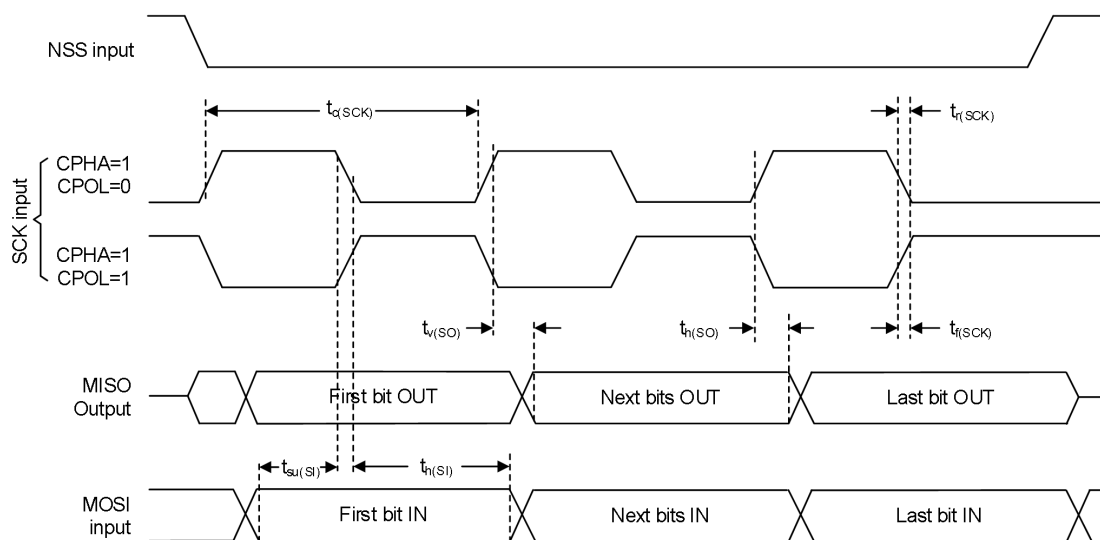 NSS input
tc(SCK)
tr(SCK)
SCK input
CPHA=1
CPOL=0
CPHA=1
CPOL=1
tv(SO)
th(SO)
tf(SCK)
MISO
Output
First bit OUT
Next bits OUT
Last bit OUT
tsu(SI)
th(SI)
MOSI
input
First bit IN
Next bits IN
Last bit IN